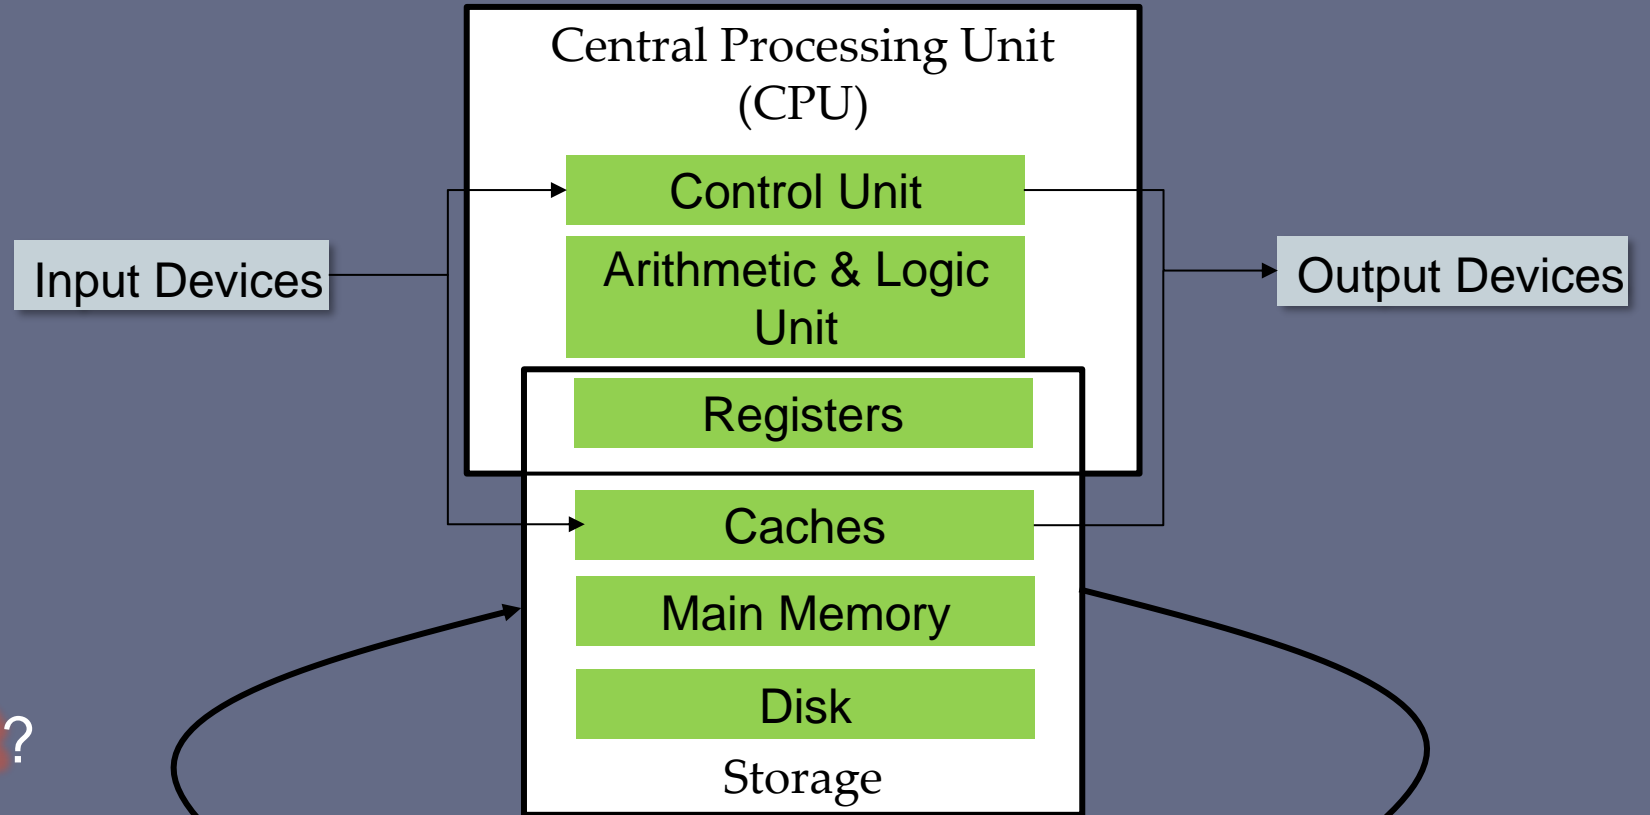 Central Processing Unit
(CPU)
Control Unit
Arithmetic & Logic
Unit
Input Devices
Output Devices
Registers
Caches
Main Memory
Disk
?
Storage